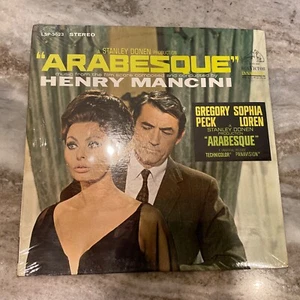 LSP-3623 STEREO
A STANLEY DONEN PRODUCTION
"ARABESQUE"
music from the film score composed and conducted by
HENRY MANCINI
GREGORY SOPHIA
PECK LOREN
STANLEY DONEN
PRODUCTION
"ARABESQUE"
TECHNICOLOR® PANAVISION®